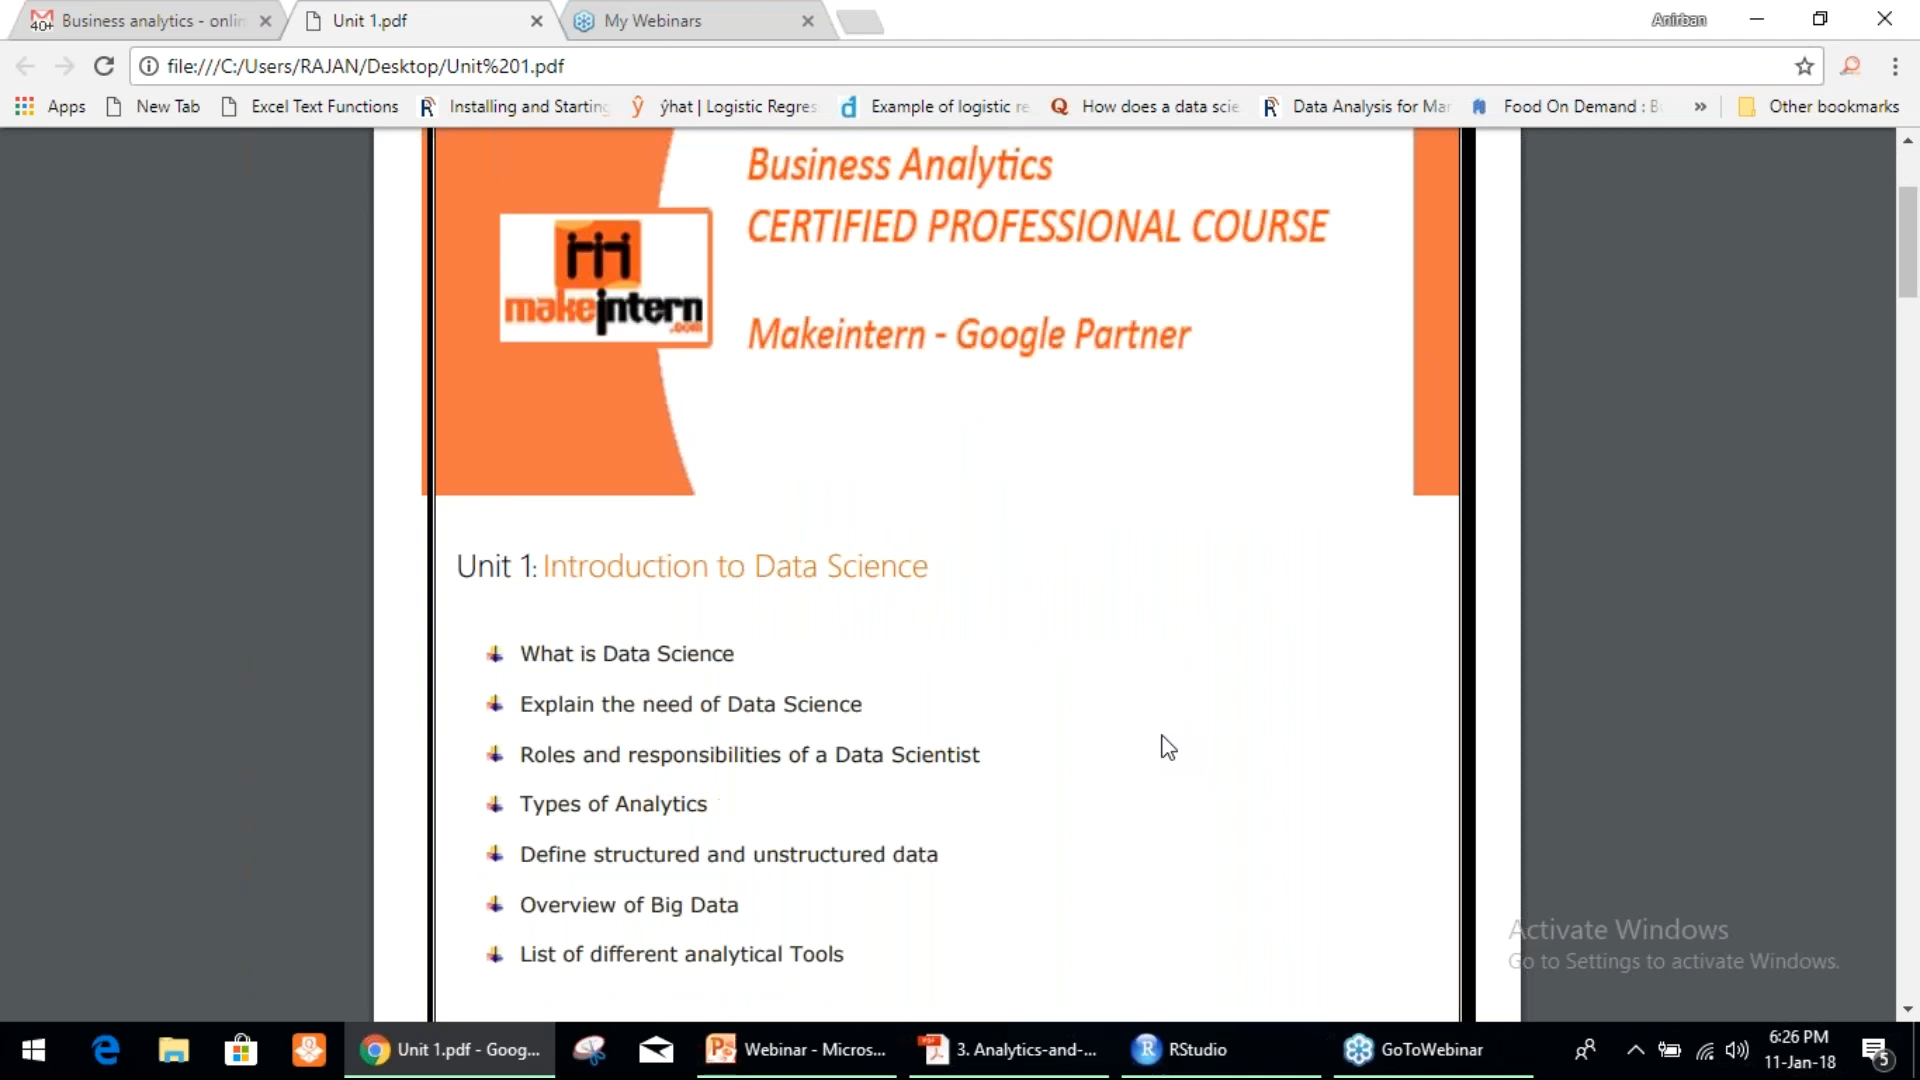 40+ Business analytics - onlin
Unit 1.pdf
My Webinars
Anirban
file:///C:/Users/RAJAN/Desktop/Unit%201.pdf
Apps
New Tab
Excel Text Functions
Installing and Starting
ŷhat | Logistic Regres
Example of logistic re
How does a data scie
Data Analysis for Mar
Food On Demand : B
»
Other bookmarks
Business Analytics
CERTIFIED PROFESSIONAL COURSE
makeintern
.com
Makeintern - Google Partner
Unit 1: Introduction to Data Science
What is Data Science
Explain the need of Data Science
Roles and responsibilities of a Data Scientist
Types of Analytics
Define structured and unstructured data
Overview of Big Data
List of different analytical Tools
Activate Windows
Go to Settings to activate Windows.
Unit 1.pdf - Goog...
Webinar - Micros...
3. Analytics-and-...
RStudio
GoToWebinar
6:26 PM
11-Jan-18
5